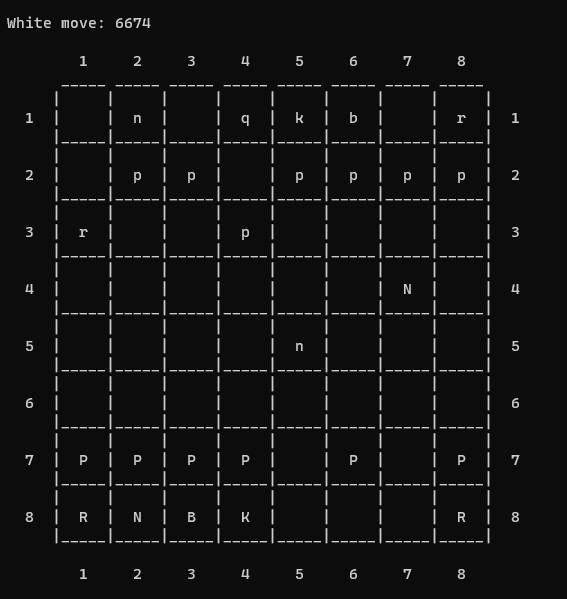 White move: 6674
1 2 3 4 5 6 7 8
1 n q k b r 1
2 p p p p p p 2
3 r p 3
4 N 4
5 n 5
6 6
7 P P P P P P 7
8 R N B K R 8
1 2 3 4 5 6 7 8